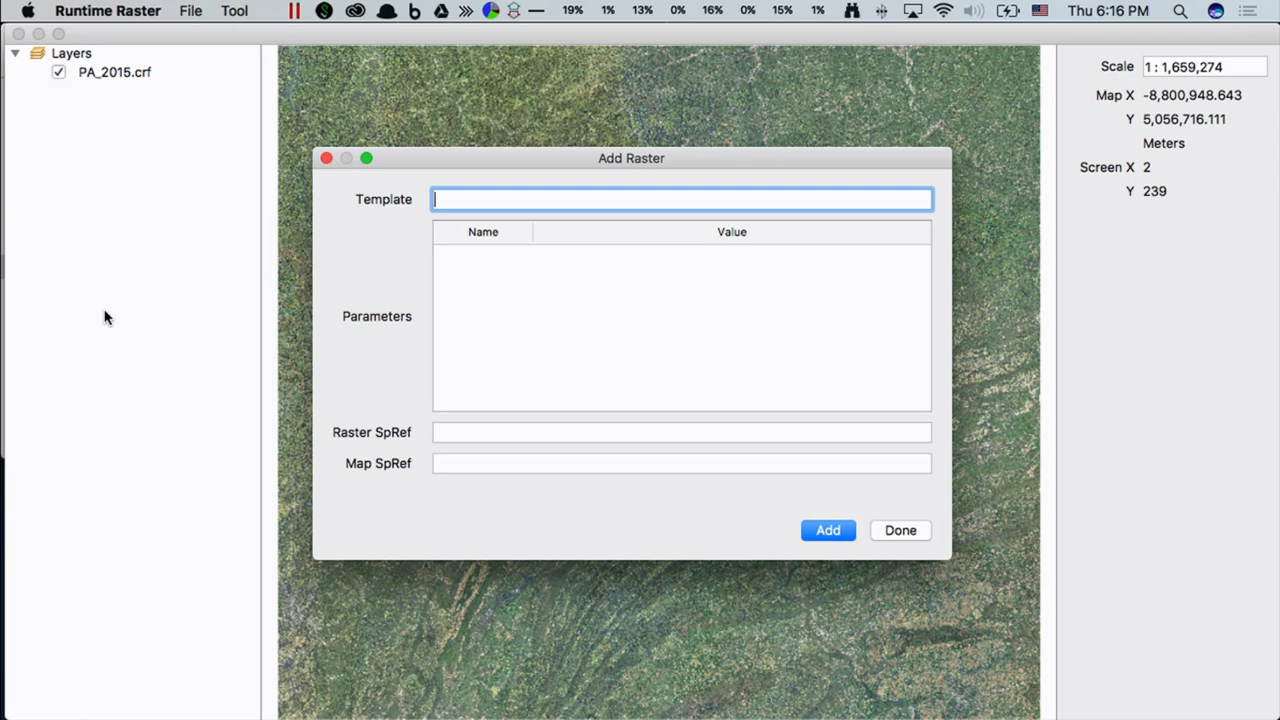 Runtime Raster File Tool 19% 1% 13% 0% 16% 0% 15% 1% Thu 6:16 PM
Layers
PA_2015.crf
Scale 1 : 1,659,274
Map X -8,800,948.643
Y 5,056,716.111
Meters
Screen X 2
Y 239
Add Raster
Template
Name Value
Parameters
Raster SpRef
Map SpRef
Add Done